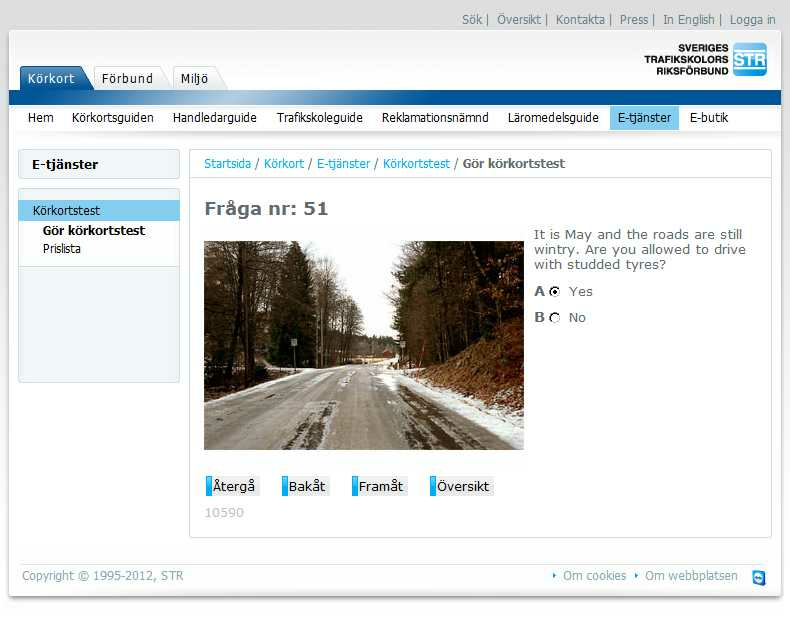 Sök | Översikt | Kontakta | Press | In English | Logga in
SVERIGES
TRAFIKSKOLORS
RIKSFÖRBUND
STR
Körkort Förbund Miljö
Hem Körkortsguiden Handledarguide Trafikskoleguide Reklamationsnämnd Läromedelsguide E-tjänster E-butik
E-tjänster
Körkortstest
Gör körkortstest
Prislista
Startsida / Körkort / E-tjänster / Körkortstest / Gör körkortstest
Fråga nr: 51
It is May and the roads are still
wintry. Are you allowed to drive
with studded tyres?
A Yes
B No
Återgå Bakåt Framåt Översikt
10590
Copyright © 1995-2012, STR
Om cookies Om webbplatsen